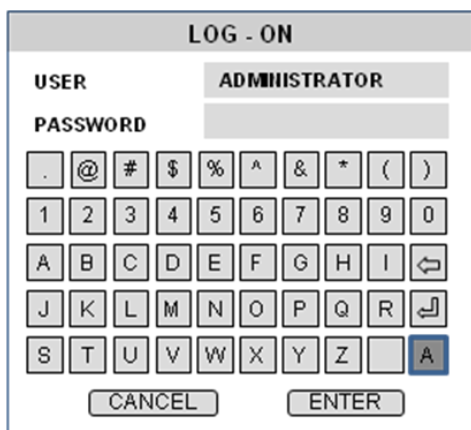 LOG - ON
USER ADMINISTRATOR
PASSWORD
. @ # $ % ^ & * ( )
1 2 3 4 5 6 7 8 9 0
A B C D E F G H I ⇦
J K L M N O P Q R ↵
S T U V W X Y Z A
CANCEL ENTER